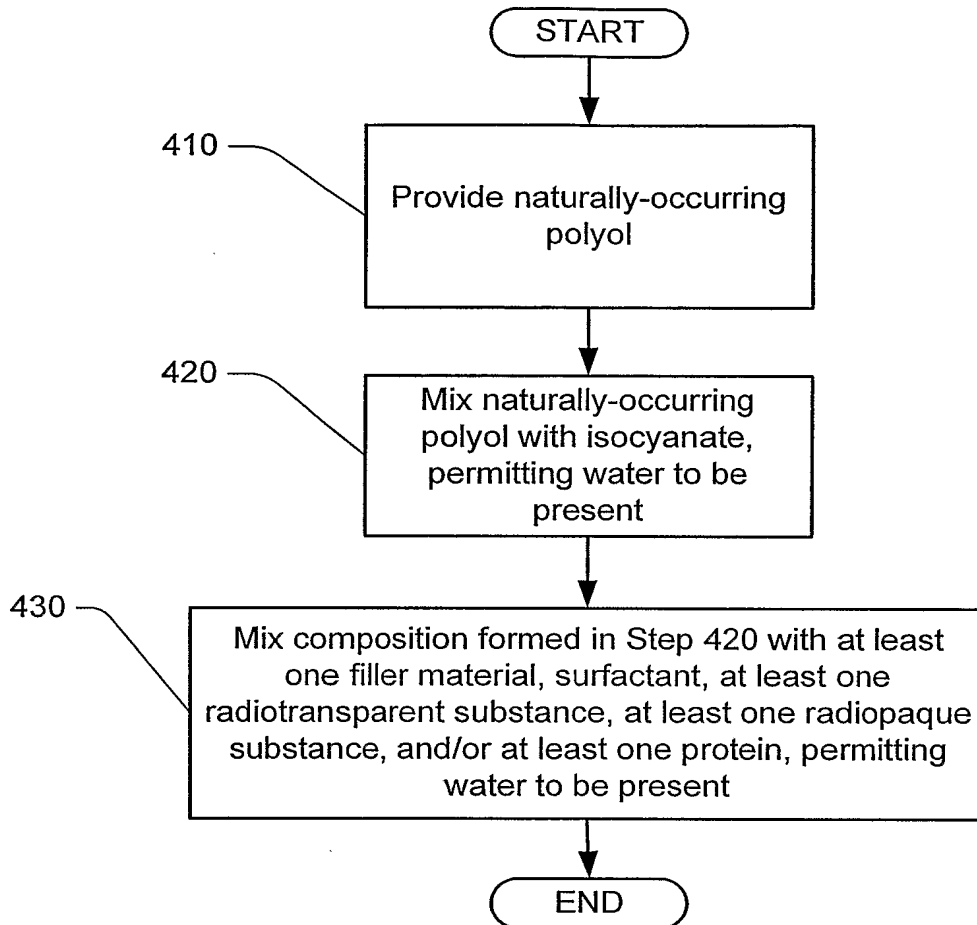 START
410
Provide naturally-occurring
polyol
420
Mix naturally-occurring
polyol with isocyanate,
permitting water to be
present
430
Mix composition formed in Step 420 with at least
one filler material, surfactant, at least one
radiotransparent substance, at least one radiopaque
substance, and/or at least one protein, permitting
water to be present
END